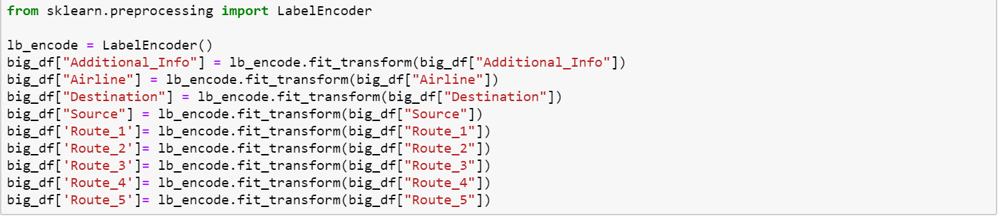 from sklearn.preprocessing import LabelEncoder
lb_encode = LabelEncoder()
big_df["Additional_Info"] = lb_encode.fit_transform(big_df["Additional_Info"])
big_df["Airline"] = lb_encode.fit_transform(big_df["Airline"])
big_df["Destination"] = lb_encode.fit_transform(big_df["Destination"])
big_df["Source"] = lb_encode.fit_transform(big_df["Source"])
big_df['Route_1']= lb_encode.fit_transform(big_df["Route_1"])
big_df['Route_2']= lb_encode.fit_transform(big_df["Route_2"])
big_df['Route_3']= lb_encode.fit_transform(big_df["Route_3"])
big_df['Route_4']= lb_encode.fit_transform(big_df["Route_4"])
big_df['Route_5']= lb_encode.fit_transform(big_df["Route_5"])